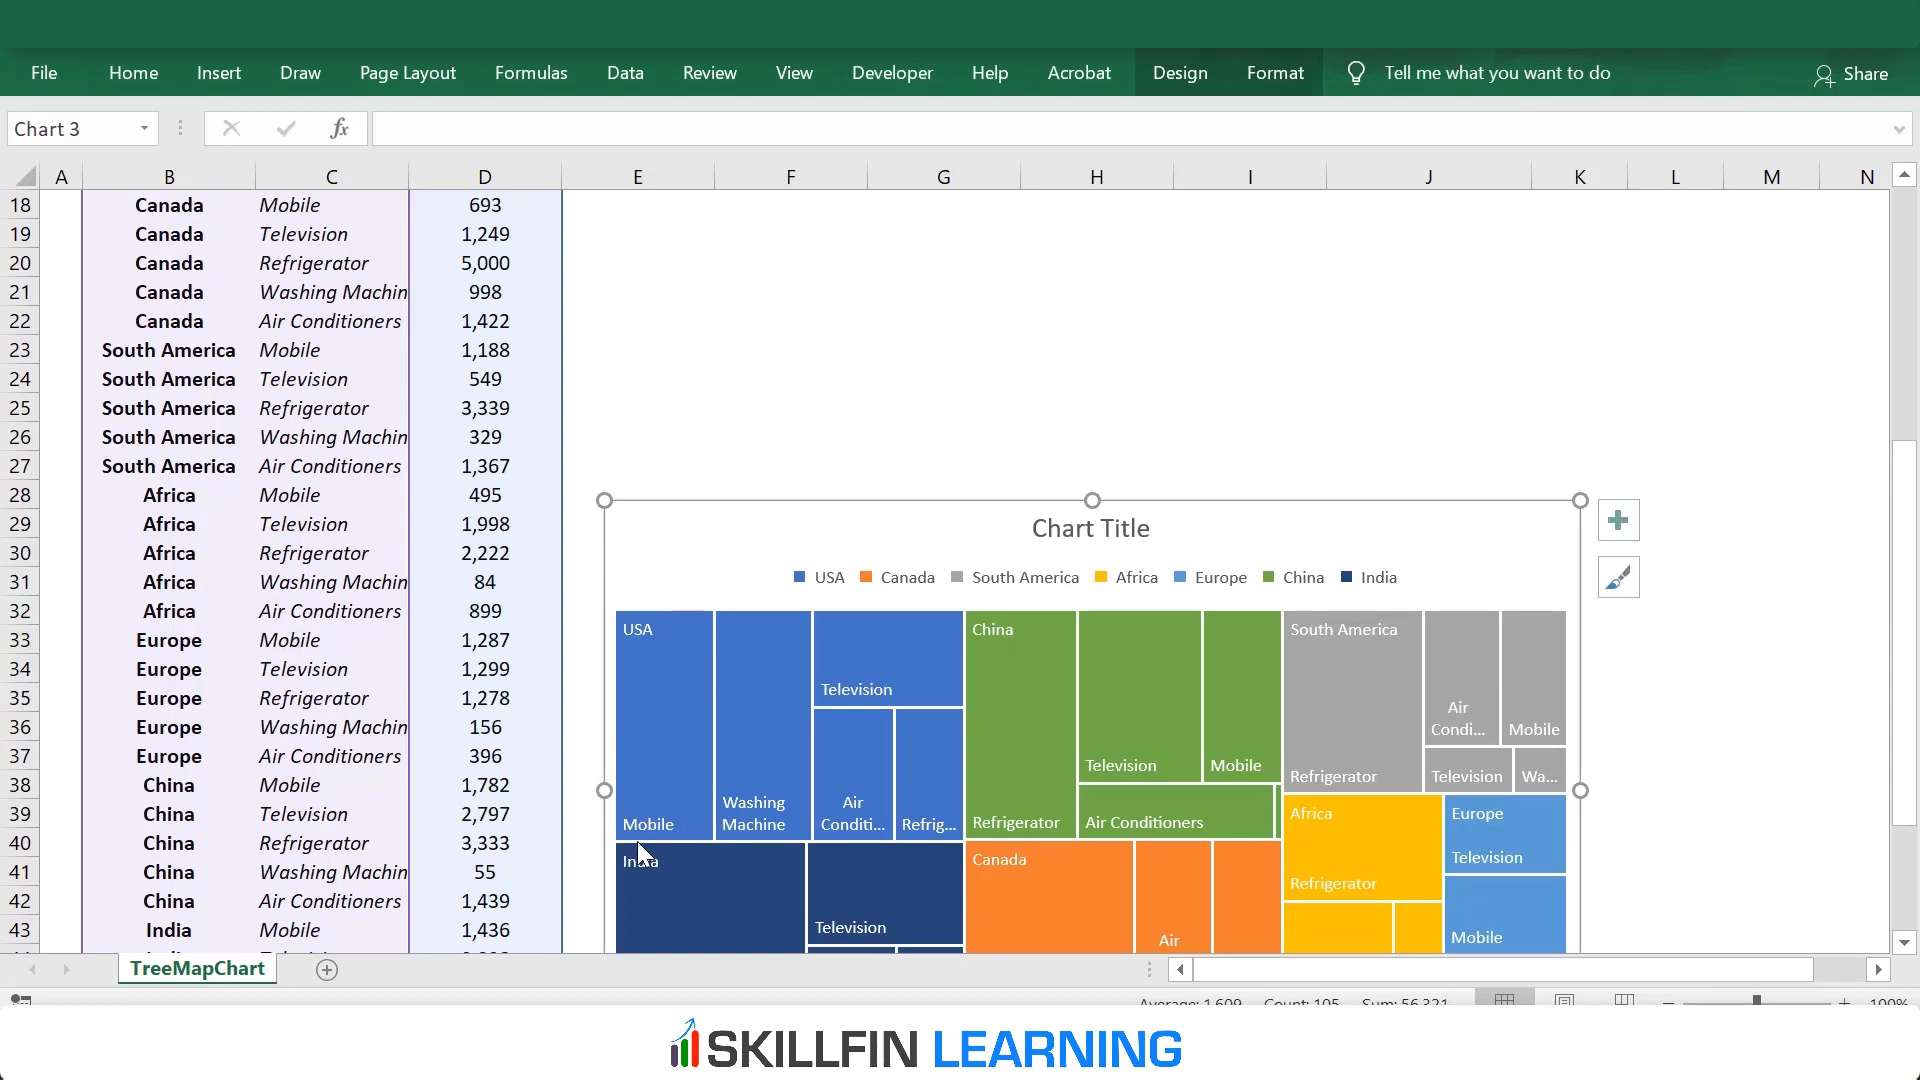 File Home Insert Draw Page Layout Formulas Data Review View Developer Help Acrobat Design Format Tell me what you want to do Share
Chart 3 fx
A B C D E F G H I J K L M N
18 Canada Mobile 693
19 Canada Television 1,249
20 Canada Refrigerator 5,000
21 Canada Washing Machin 998
22 Canada Air Conditioners 1,422
23 South America Mobile 1,188
24 South America Television 549
25 South America Refrigerator 3,339
26 South America Washing Machin 329
27 South America Air Conditioners 1,367
28 Africa Mobile 495
29 Africa Television 1,998
30 Africa Refrigerator 2,222
31 Africa Washing Machin 84
32 Africa Air Conditioners 899
33 Europe Mobile 1,287
34 Europe Television 1,299
35 Europe Refrigerator 1,278
36 Europe Washing Machin 156
37 Europe Air Conditioners 396
38 China Mobile 1,782
39 China Television 2,797
40 China Refrigerator 3,333
41 China Washing Machin 55
42 China Air Conditioners 1,439
43 India Mobile 1,436
Chart Title
USA Canada South America Africa Europe China India
USA China South America
Television
Air
Condi... Mobile
Television Mobile
Refrigerator Television Wa...
Washing
Machine
Air
Conditi... Refrig...
Mobile
Refrigerator Air Conditioners
Africa Europe
Television
Refrigerator
Mobile
India Canada
Television
Air
TreeMapChart
Average: 1,609 Count: 105 Sum: 56,321 100%
SKILLFIN LEARNING